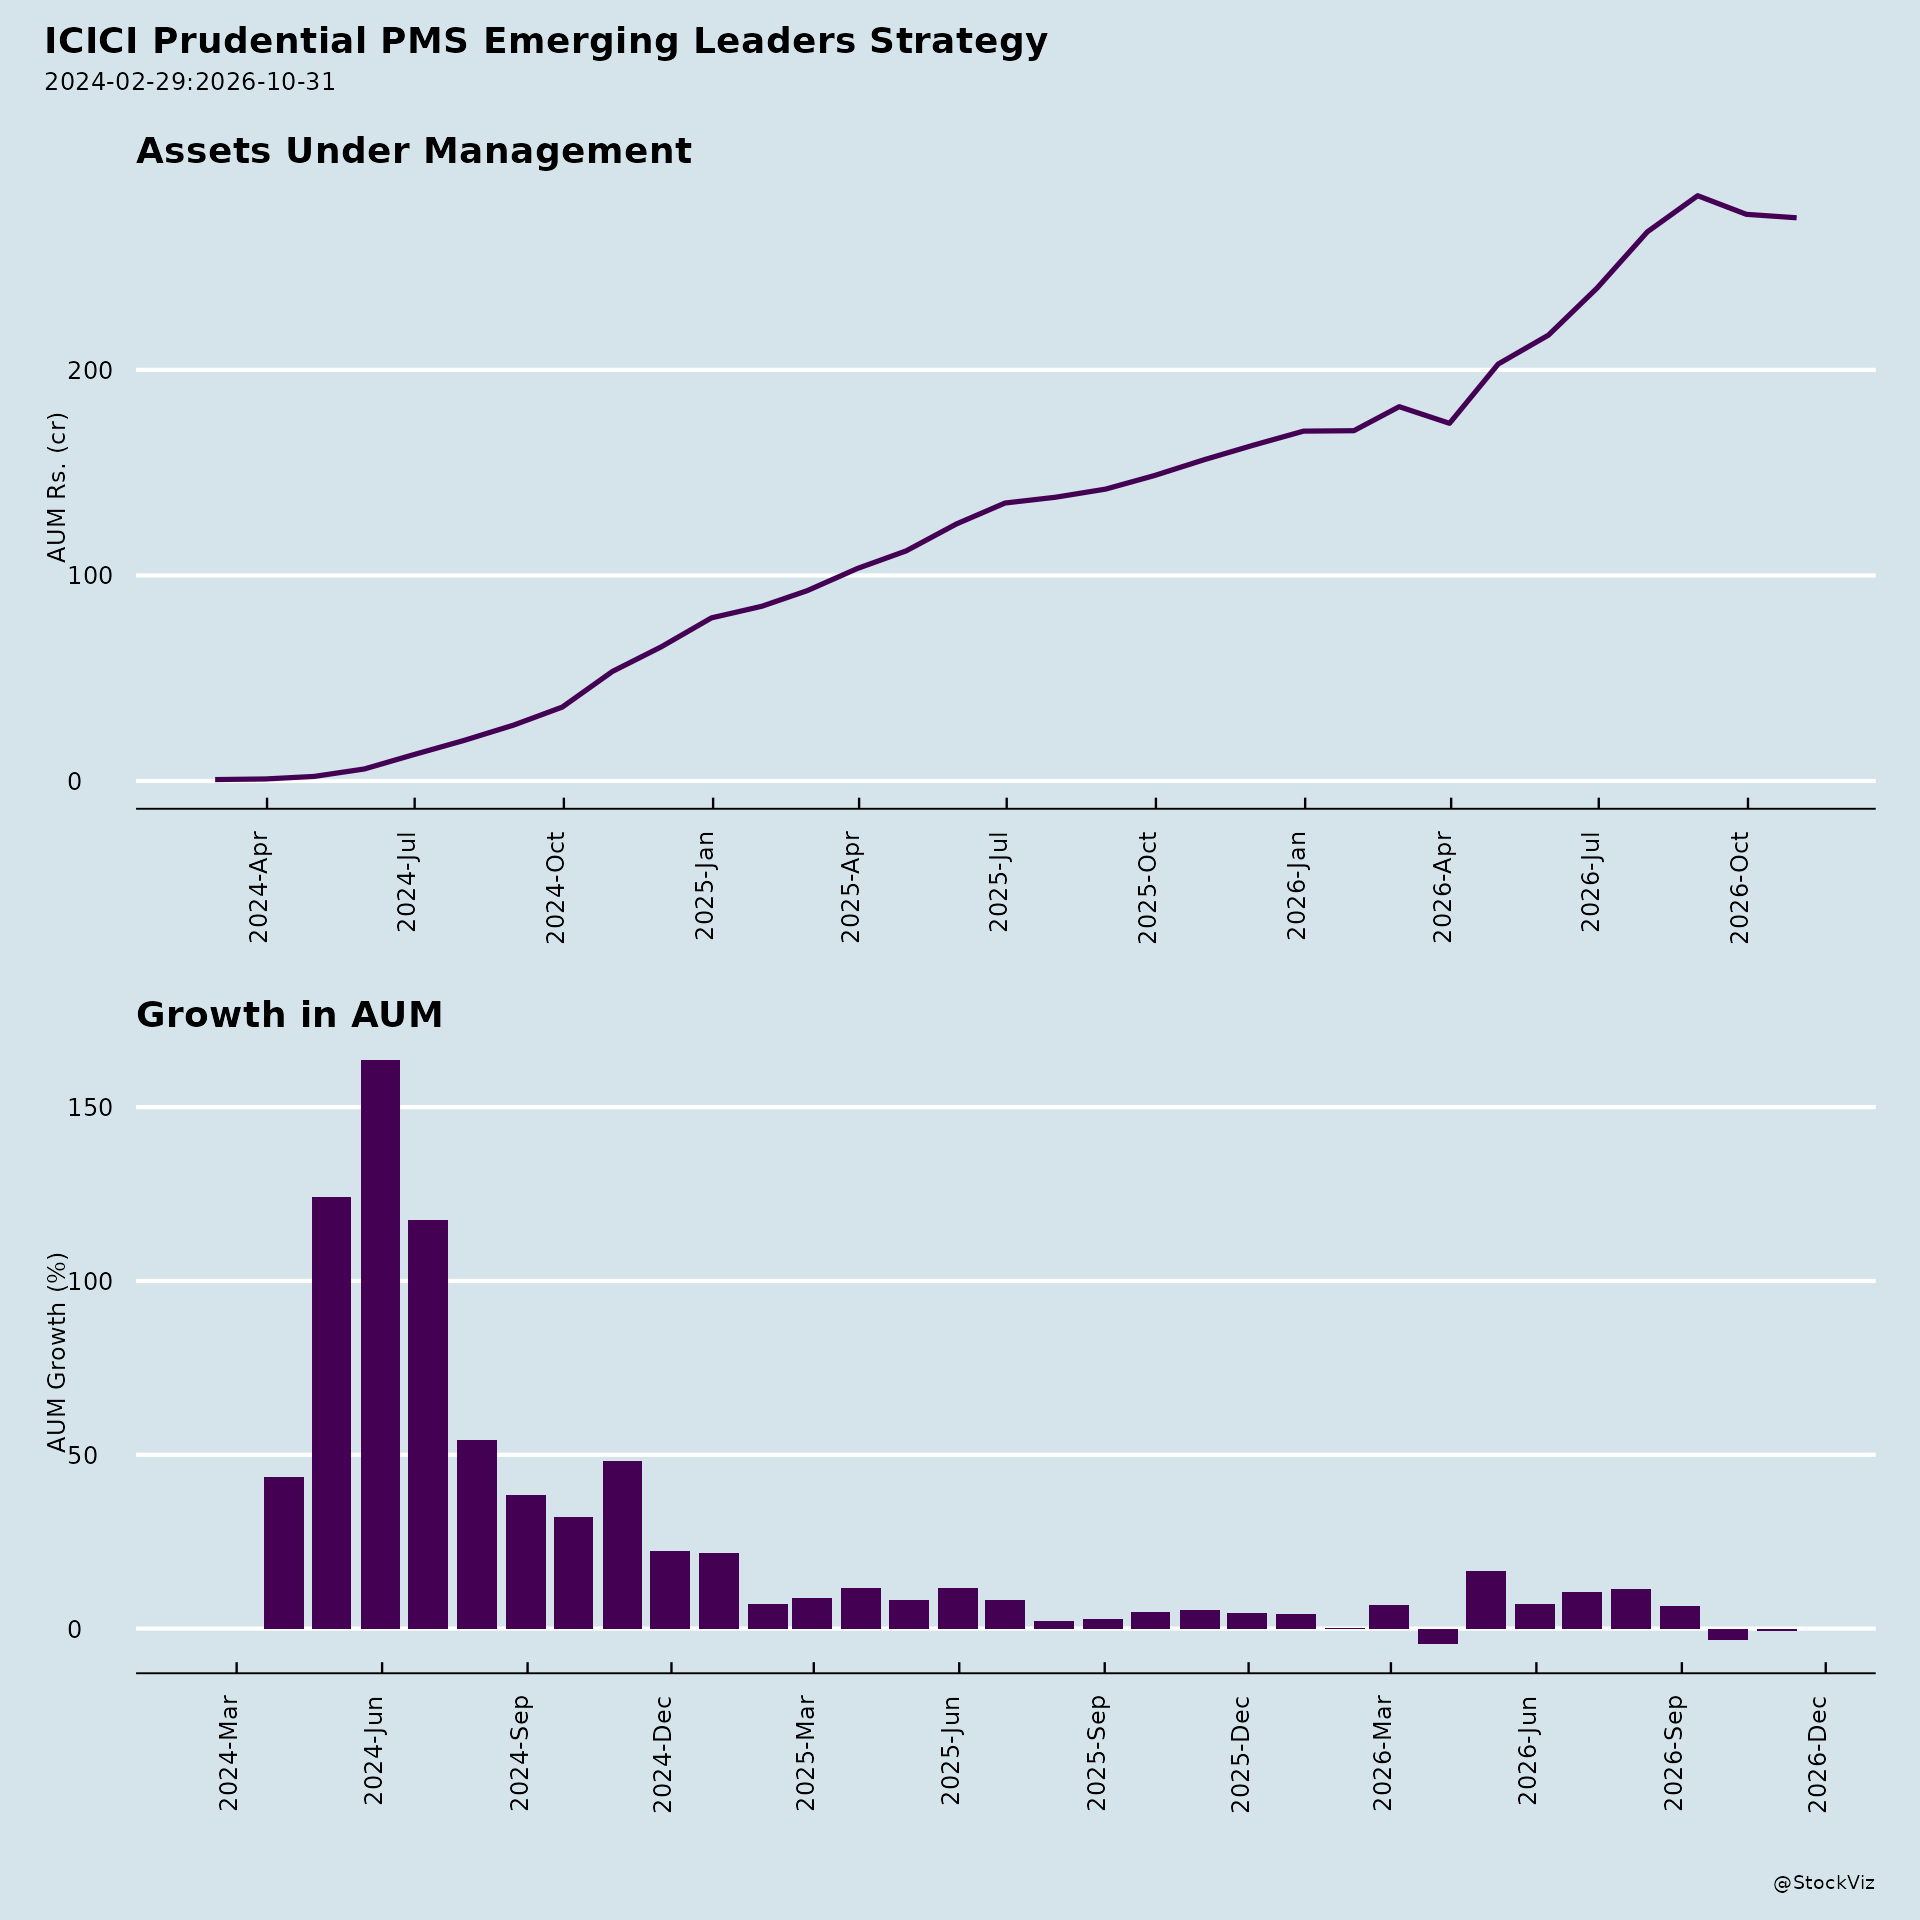 ICICI Prudential PMS Emerging Leaders Strategy
2024-02-29:2026-10-31
Assets Under Management
AUM Rs. (cr)
200
100
0
2024-Apr
2024-Jul
2024-Oct
2025-Jan
2025-Apr
2025-Jul
2025-Oct
2026-Jan
2026-Apr
2026-Jul
2026-Oct
Growth in AUM
AUM Growth (%)
150
100
50
0
2024-Mar
2024-Jun
2024-Sep
2024-Dec
2025-Mar
2025-Jun
2025-Sep
2025-Dec
2026-Mar
2026-Jun
2026-Sep
2026-Dec
@StockViz